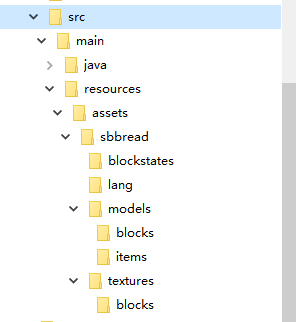 src
main
java
resources
assets
sbbread
blockstates
lang
models
blocks
items
textures
blocks